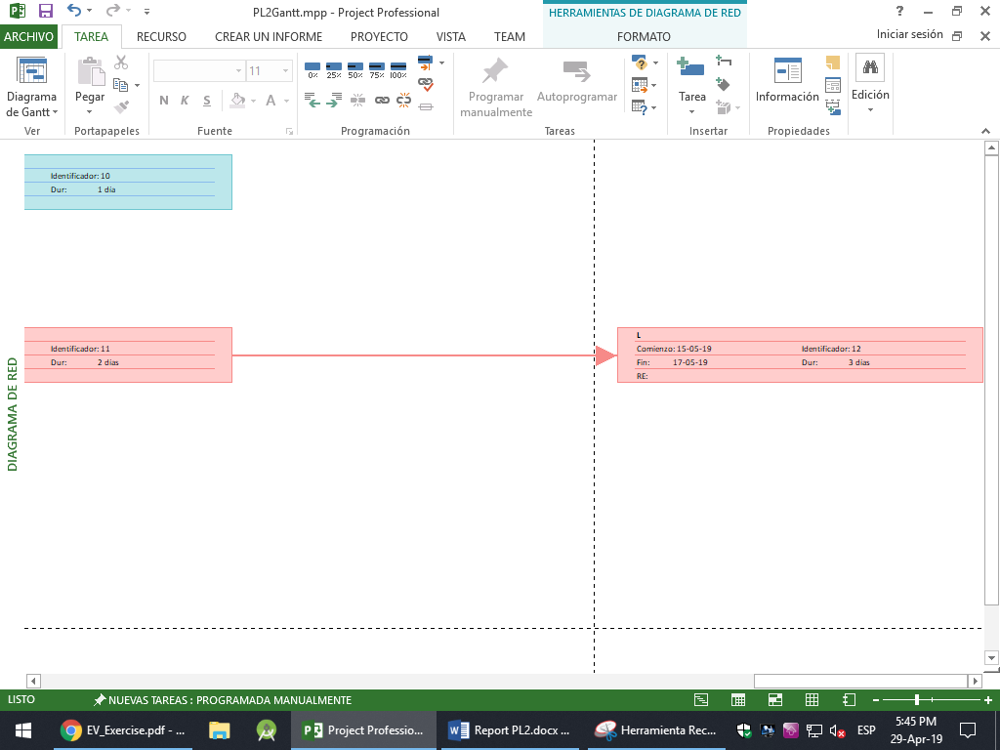 PL2Gantt.mpp - Project Professional
HERRAMIENTAS DE DIAGRAMA DE RED
?
ARCHIVO
TAREA
RECURSO
CREAR UN INFORME
PROYECTO
VISTA
TEAM
FORMATO
Iniciar sesión
Diagrama
de Gantt
Ver
Pegar
Portapapeles
11
N K S A
Fuente
0% 25% 50% 75% 100%
Programación
Programar
manualmente
Autoprogramar
Tareas
Tarea
Insertar
Información
Propiedades
Edición
Identificador: 10
Dur: 1 día
Identificador: 11
Dur: 2 días
L
Comienzo: 15-05-19 Identificador: 12
Fin: 17-05-19 Dur: 3 días
RE:
DIAGRAMA DE RED
LISTO
NUEVAS TAREAS : PROGRAMADA MANUALMENTE
EV_Exercise.pdf - ...
Project Professio...
Report PL2.docx ...
Herramienta Rec...
ESP
5:45 PM
29-Apr-19